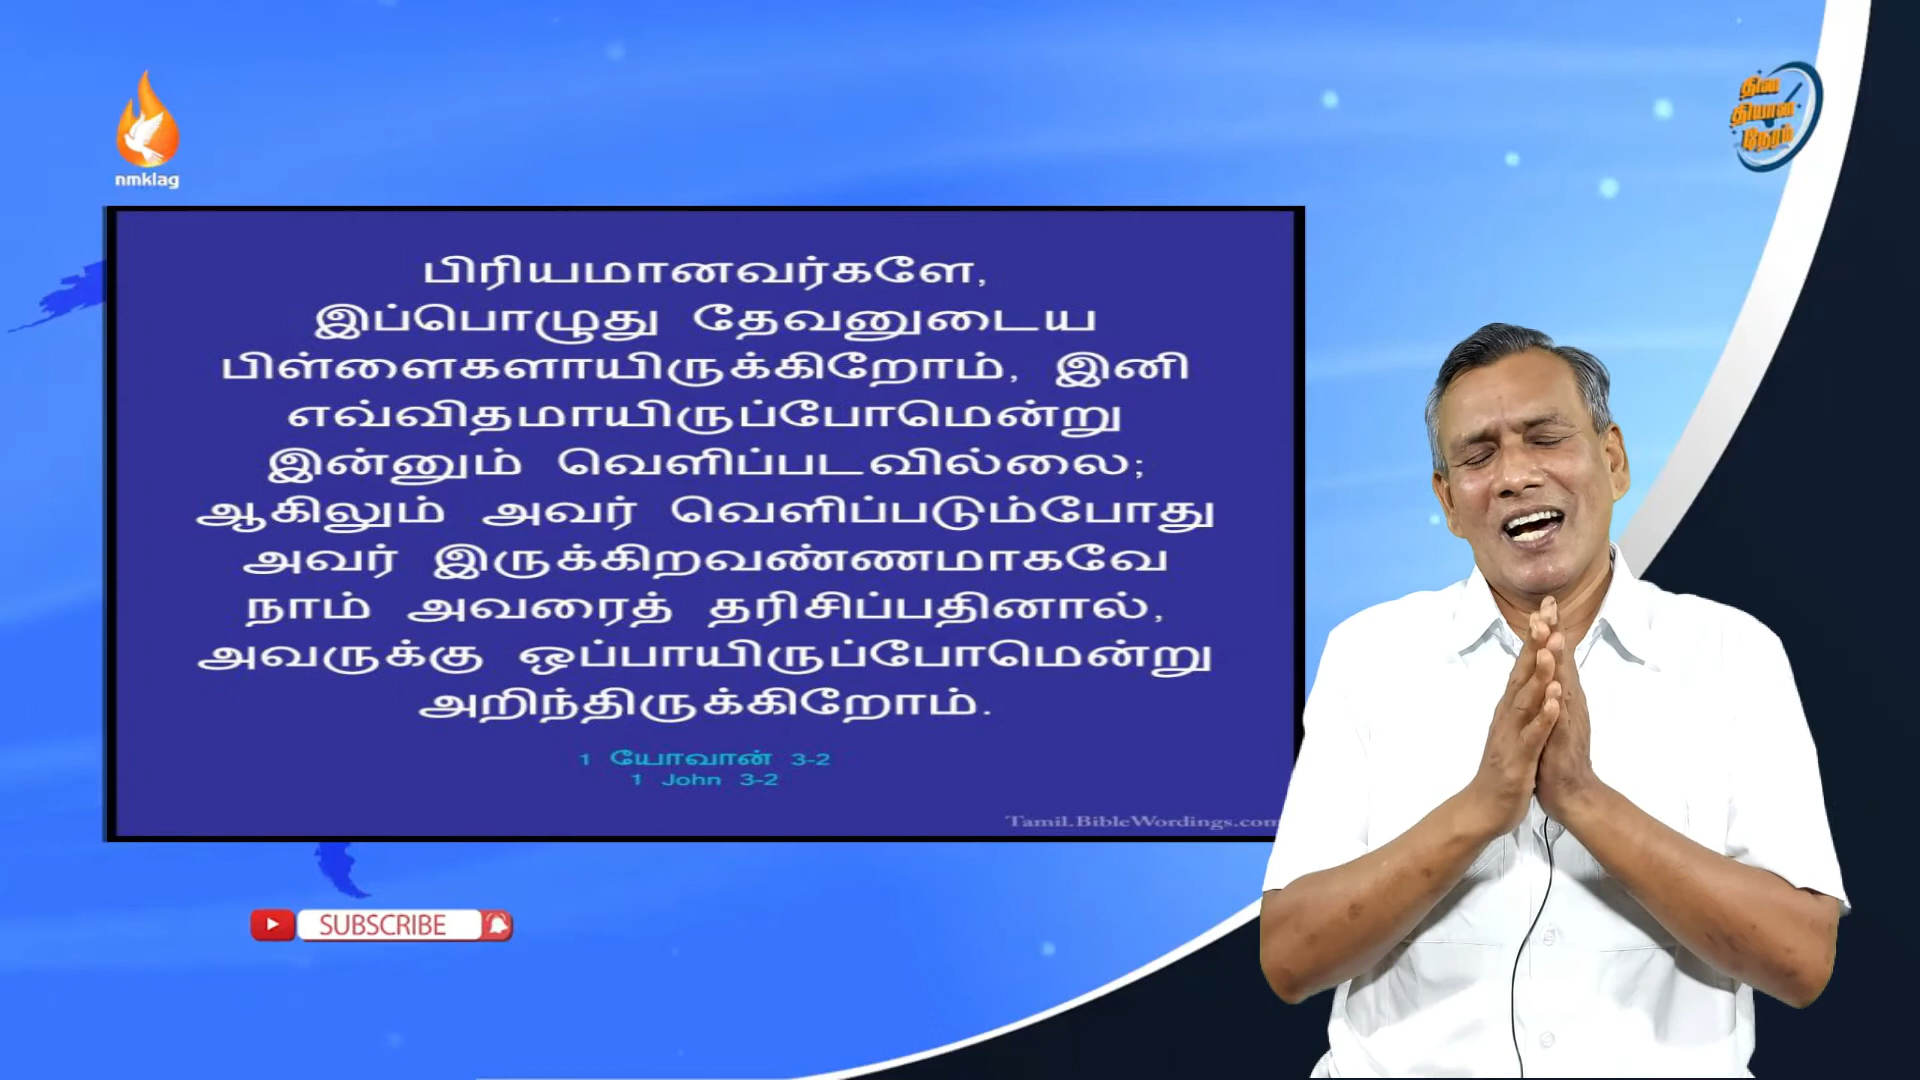 nmklag
தின
தியான
நேரம்
பிரியமானவர்களே,
இப்பொழுது தேவனுடைய
பிள்ளைகளாயிருக்கிறோம், இனி
எவ்விதமாயிருப்போமென்று
இன்னும் வெளிப்படவில்லை;
ஆகிலும் அவர் வெளிப்படும்போது
அவர் இருக்கிறவண்ணமாகவே
நாம் அவரைத் தரிசிப்பதினால்,
அவருக்கு ஒப்பாயிருப்போமென்று
அறிந்திருக்கிறோம்.
1 யோவான் 3-2
1 John 3-2
Tamil.BibleWordings.com
SUBSCRIBE